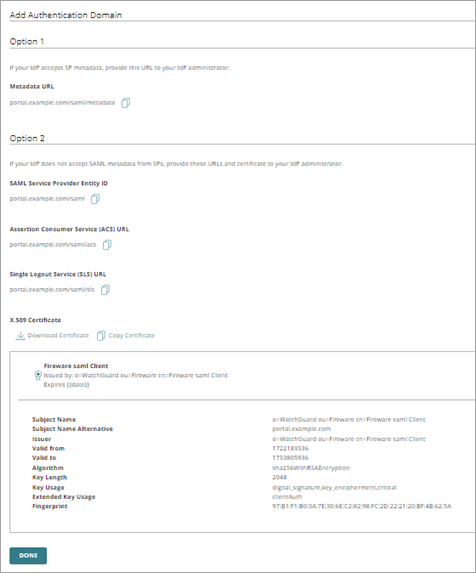 Add Authentication Domain
Option 1
If your IdP accepts SP metadata, provide this URL to your IdP administrator.
Metadata URL
portal.example.com/saml/metadata
Option 2
If your IdP does not accept SAML metadata from SPs, provide these URLs and certificate to your IdP administrator.
SAML Service Provider Entity ID
portal.example.com/saml
Assertion Consumer Service (ACS) URL
portal.example.com/saml/acs
Single Logout Service (SLS) URL
portal.example.com/saml/sls
X.509 Certificate
Download Certificate Copy Certificate
Fireware saml Client
Issued by: o=WatchGuard ou=Fireware cn=Fireware saml Client
Expires {{date}}
Subject Name o=WatchGuard ou=Fireware cn=Fireware saml Client
Subject Name Alternative portal.example.com
Issuer o=WatchGuard ou=Fireware cn=Fireware saml Client
Valid from 1722183536
Valid to 1753805936
Algorithm sha256WithRSAEncryption
Key Length 2048
Key Usage digital_signature,key_encipherment,critical
Extended Key Usage clientAuth
Fingerprint 97:B1:F1:B0:3A:7E:30:6E:C2:82:98:FC:2D:22:21:20:BF:4B:62:5A
DONE